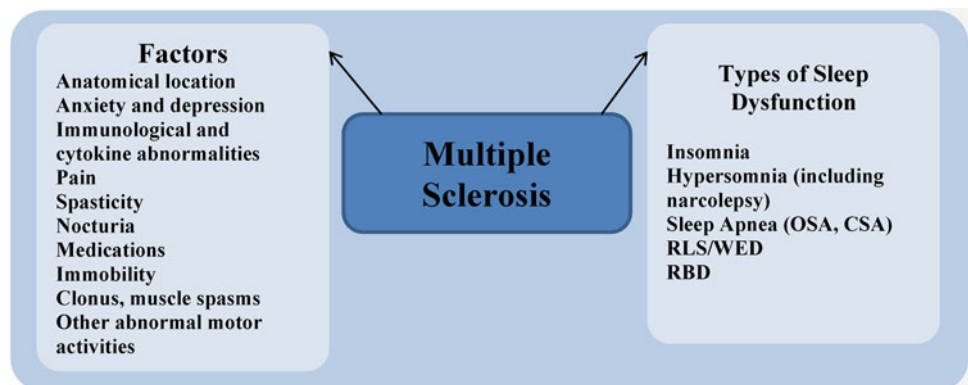 Factors
Anatomical location
Anxiety and depression
Immunological and
cytokine abnormalities
Pain
Spasticity
Nocturia
Medications
Immobility
Clonus, muscle spasms
Other abnormal motor
activities
Multiple
Sclerosis
Types of Sleep
Dysfunction
Insomnia
Hypersomnia (including
narcolepsy)
Sleep Apnea (OSA, CSA)
RLS/WED
RBD